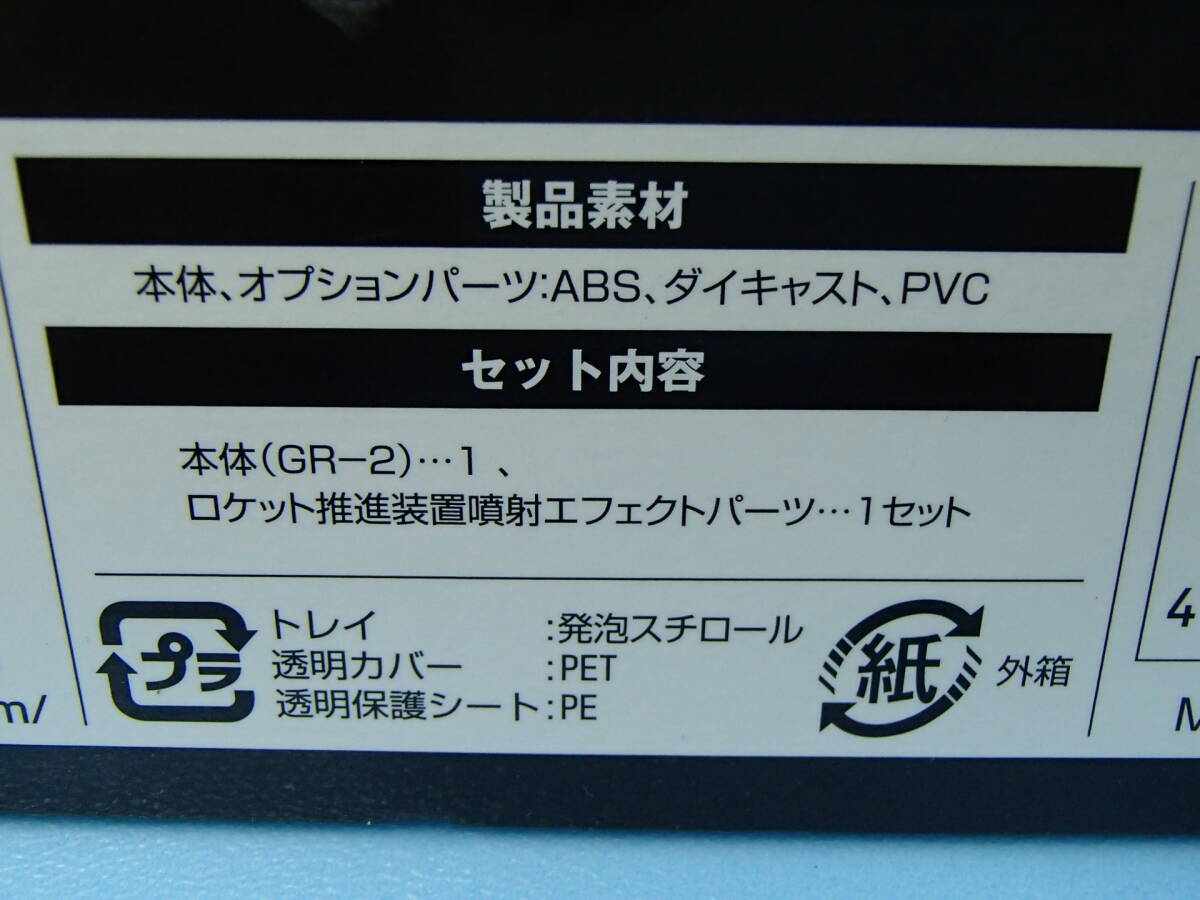 製品素材
本体、オプションパーツ:ABS、ダイキャスト、PVC
セット内容
本体(GR−2)…1 、
ロケット推進装置噴射エフェクトパーツ…1セット
プラ
トレイ :発泡スチロール
透明カバー :PET
透明保護シート:PE
紙 外箱
m/
4
M